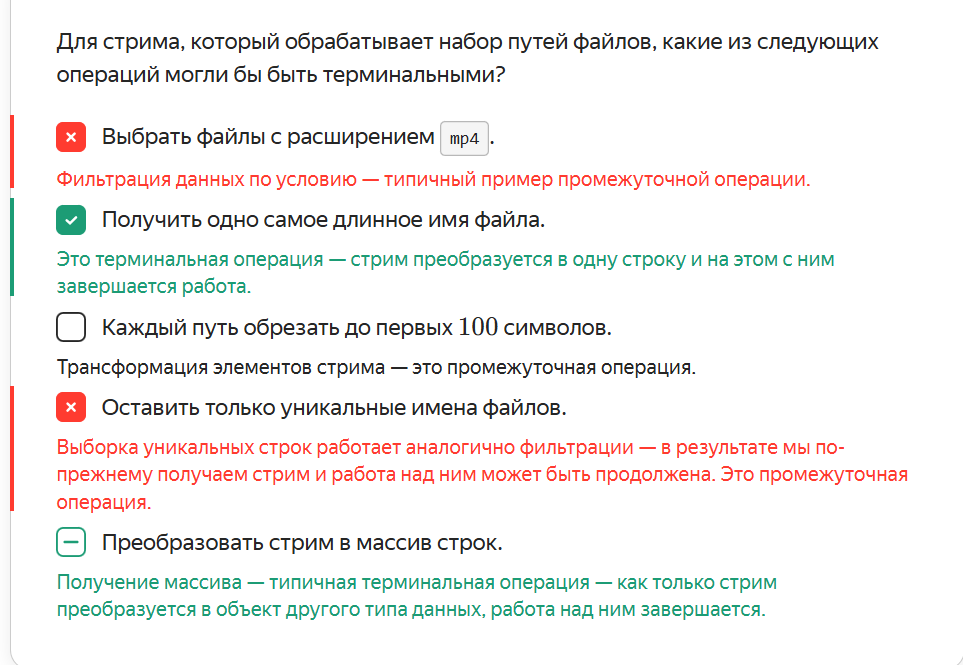 Для стрима, который обрабатывает набор путей файлов, какие из следующих
операций могли бы быть терминальными?
Выбрать файлы с расширением mp4.
Фильтрация данных по условию — типичный пример промежуточной операции.
Получить одно самое длинное имя файла.
Это терминальная операция — стрим преобразуется в одну строку и на этом с ним
завершается работа.
Каждый путь обрезать до первых 100 символов.
Трансформация элементов стрима — это промежуточная операция.
Оставить только уникальные имена файлов.
Выборка уникальных строк работает аналогично фильтрации — в результате мы по-
прежнему получаем стрим и работа над ним может быть продолжена. Это промежуточная
операция.
Преобразовать стрим в массив строк.
Получение массива — типичная терминальная операция — как только стрим
преобразуется в объект другого типа данных, работа над ним завершается.